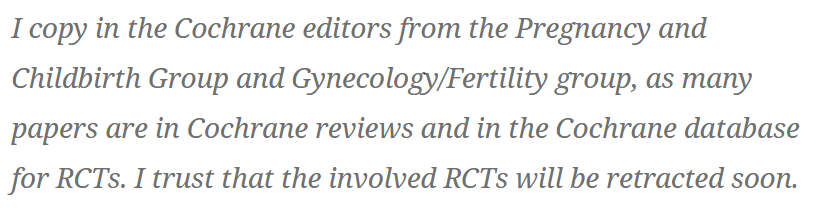 I copy in the Cochrane editors from the Pregnancy and
Childbirth Group and Gynecology/Fertility group, as many
papers are in Cochrane reviews and in the Cochrane database
for RCTs. I trust that the involved RCTs will be retracted soon.